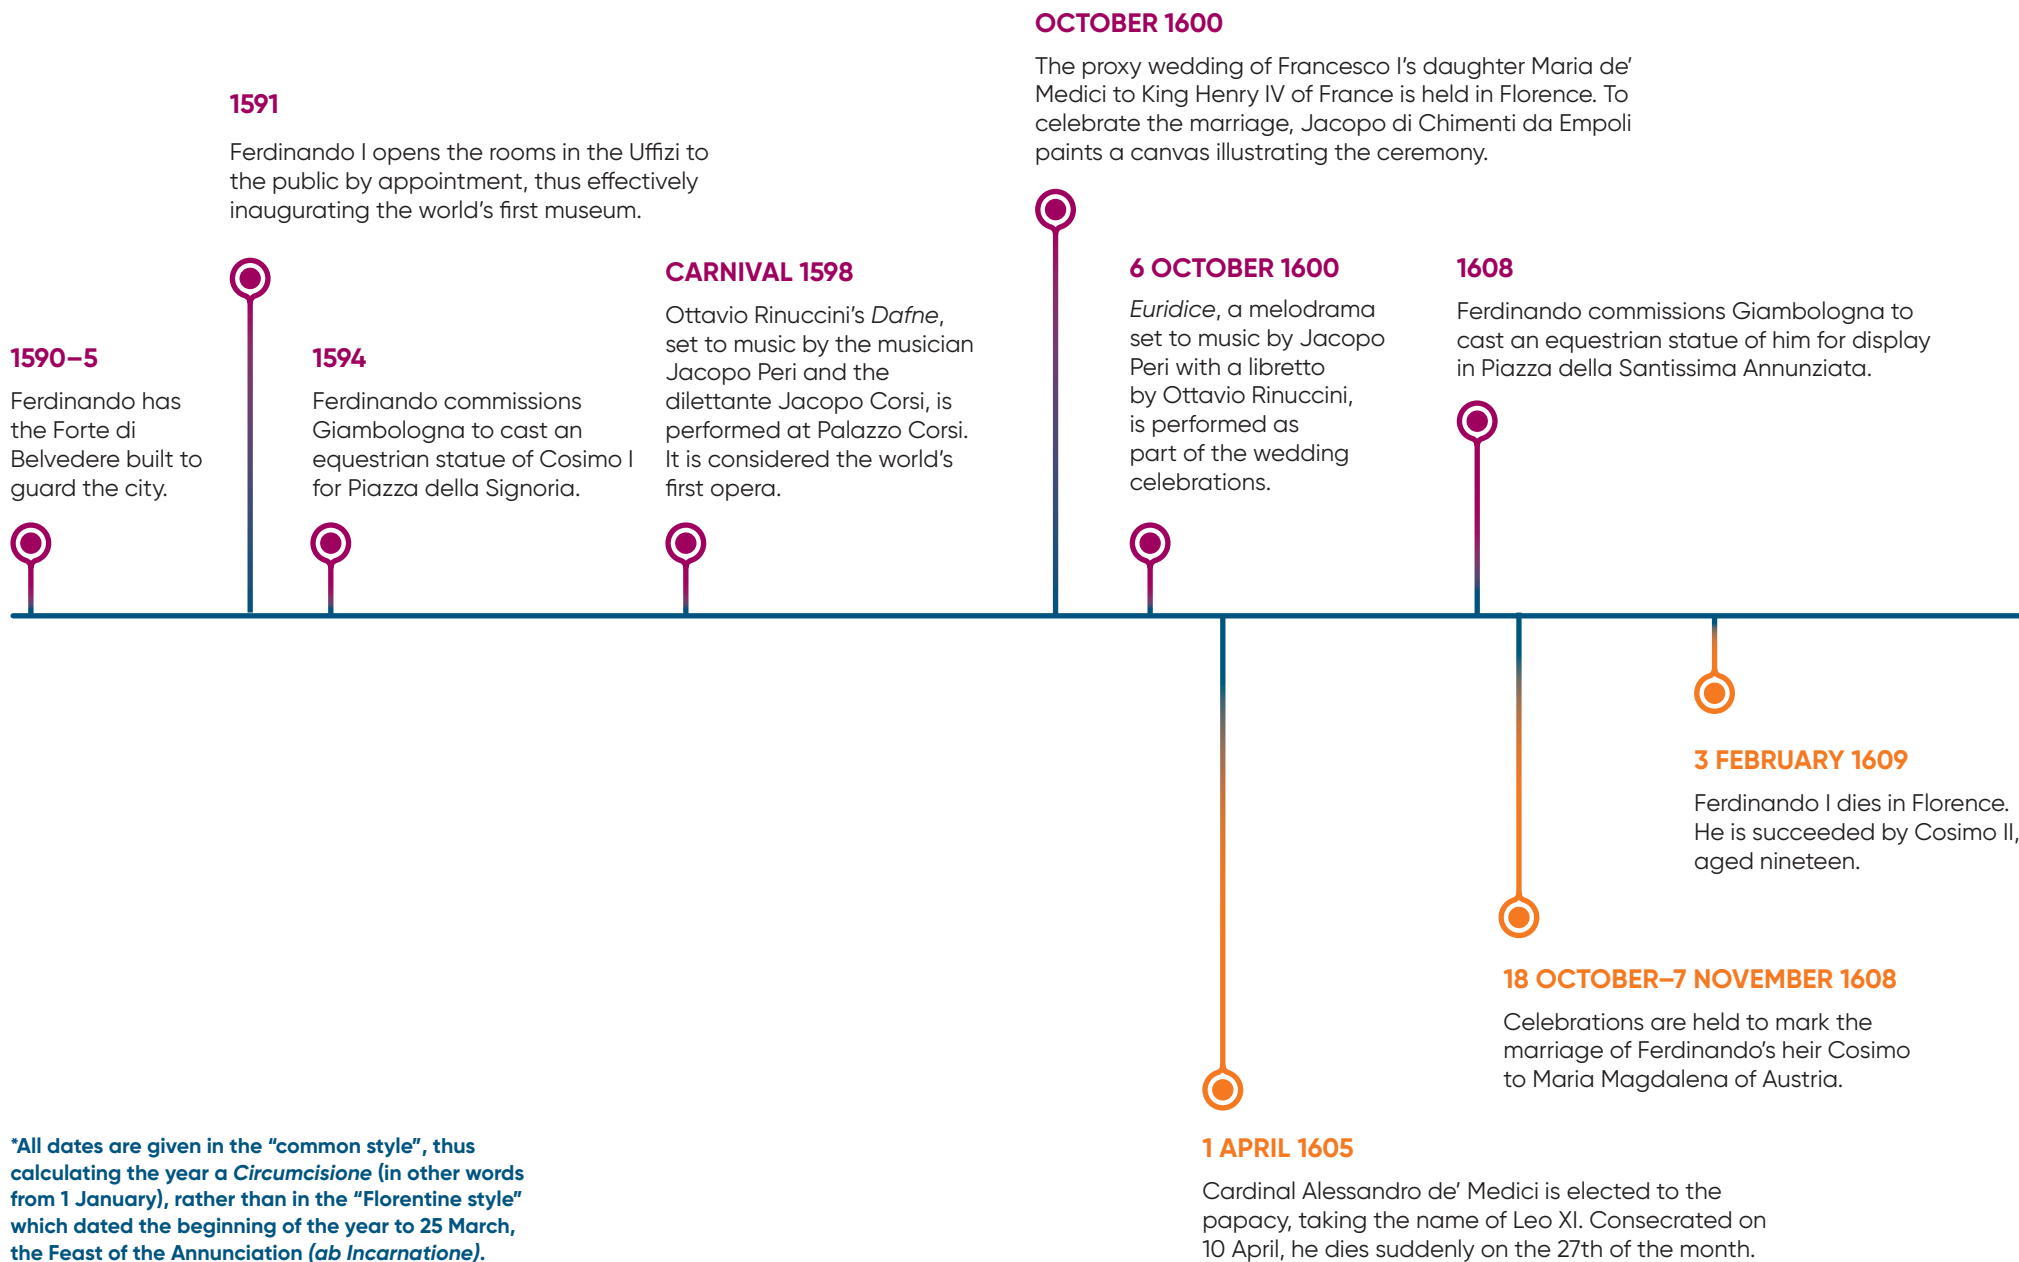 1590–5
Ferdinando has
the Forte di
Belvedere built to
guard the city.
1591
Ferdinando I opens the rooms in the Uffizi to
the public by appointment, thus effectively
inaugurating the world’s first museum.
1594
Ferdinando commissions
Giambologna to cast an
equestrian statue of Cosimo I
for Piazza della Signoria.
CARNIVAL 1598
Ottavio Rinuccini’s Dafne,
set to music by the musician
Jacopo Peri and the
dilettante Jacopo Corsi, is
performed at Palazzo Corsi.
It is considered the world’s
first opera.
OCTOBER 1600
The proxy wedding of Francesco I’s daughter Maria de’
Medici to King Henry IV of France is held in Florence. To
celebrate the marriage, Jacopo di Chimenti da Empoli
paints a canvas illustrating the ceremony.
6 OCTOBER 1600
Euridice, a melodrama
set to music by Jacopo
Peri with a libretto
by Ottavio Rinuccini,
is performed as
part of the wedding
celebrations.
1608
Ferdinando commissions Giambologna to
cast an equestrian statue of him for display
in Piazza della Santissima Annunziata.
3 FEBRUARY 1609
Ferdinando I dies in Florence.
He is succeeded by Cosimo II,
aged nineteen.
18 OCTOBER–7 NOVEMBER 1608
Celebrations are held to mark the
marriage of Ferdinando’s heir Cosimo
to Maria Magdalena of Austria.
1 APRIL 1605
Cardinal Alessandro de’ Medici is elected to the
papacy, taking the name of Leo XI. Consecrated on
10 April, he dies suddenly on the 27th of the month.
*All dates are given in the “common style”, thus
calculating the year a Circumcisione (in other words
from 1 January), rather than in the “Florentine style”
which dated the beginning of the year to 25 March,
the Feast of the Annunciation (ab Incarnatione).